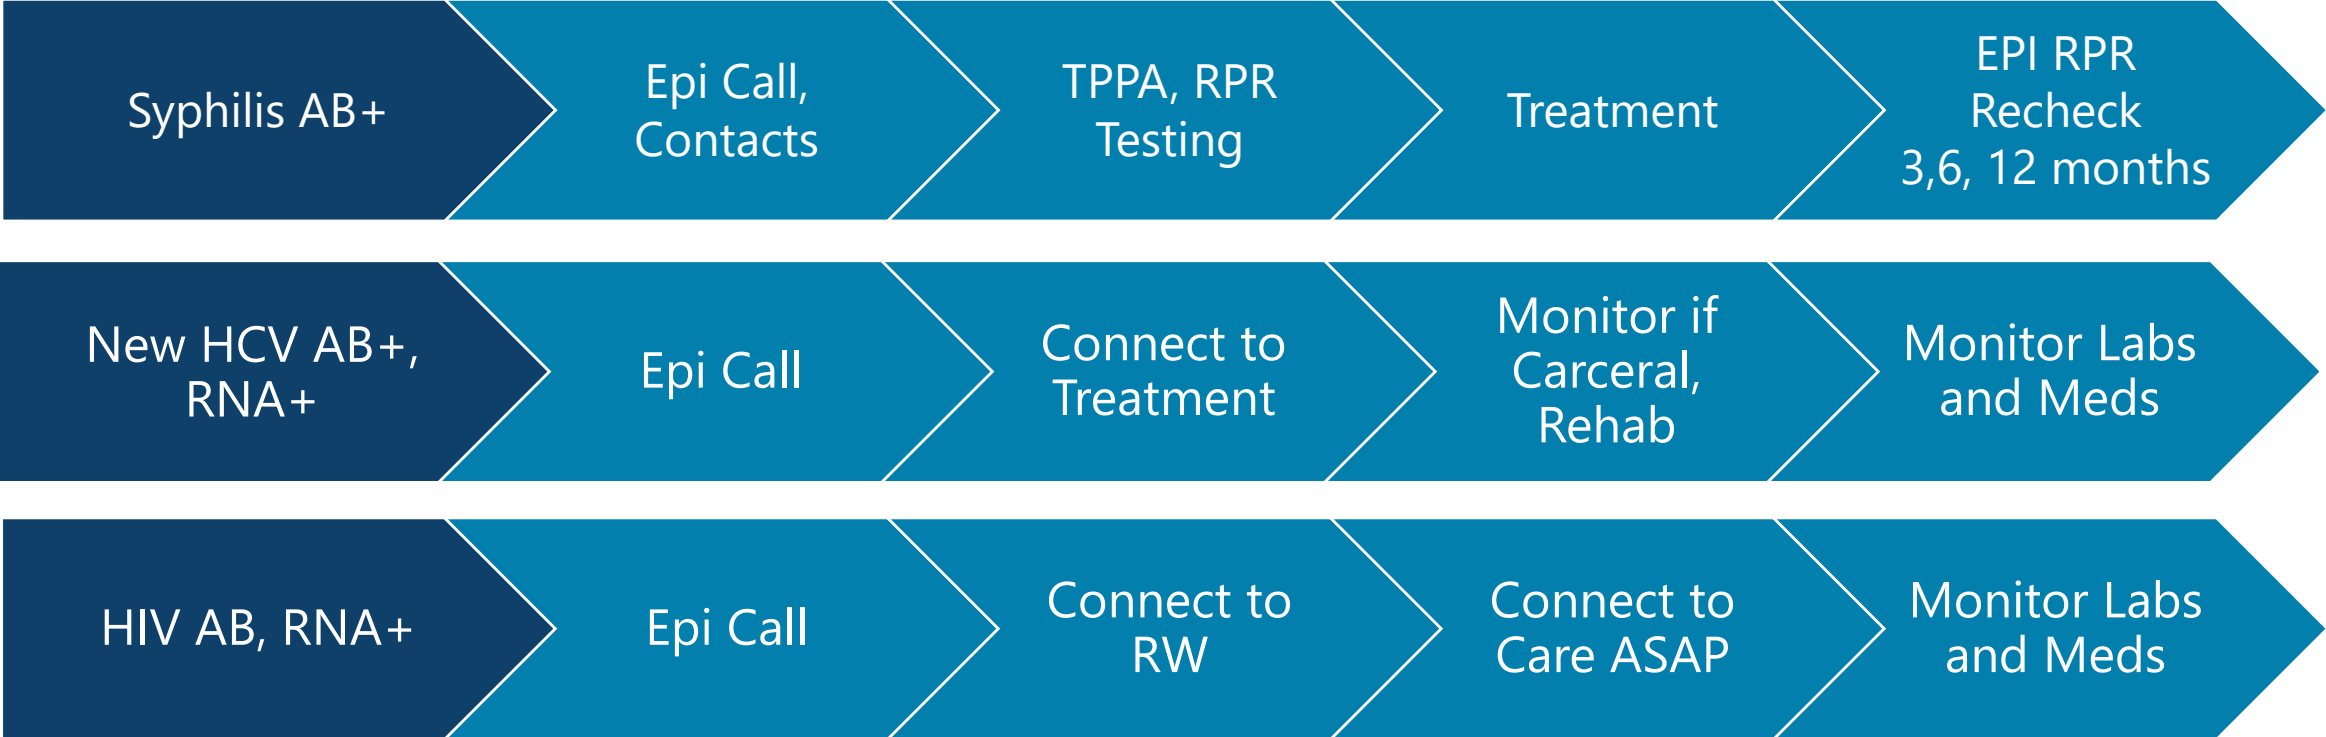 Syphilis AB+
Epi Call,
Contacts
TPPA, RPR
Testing
Treatment
EPI RPR
Recheck
3,6, 12 months
New HCV AB+,
RNA+
Epi Call
Connect to
Treatment
Monitor if
Carceral,
Rehab
Monitor Labs
and Meds
HIV AB, RNA+
Epi Call
Connect to
RW
Connect to
Care ASAP
Monitor Labs
and Meds